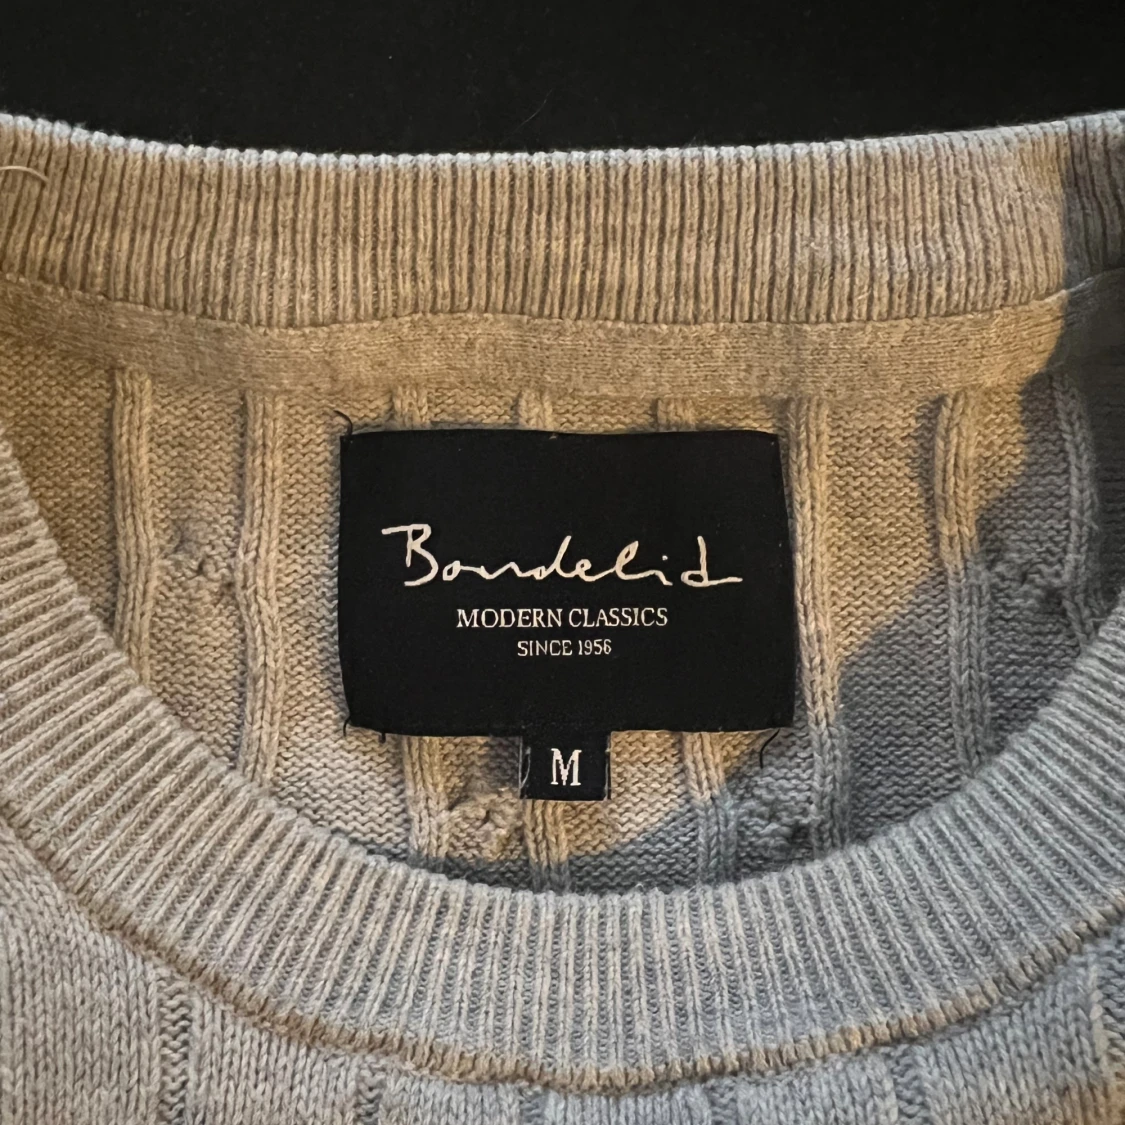 Bondelid
MODERN CLASSICS
SINCE 1956
M